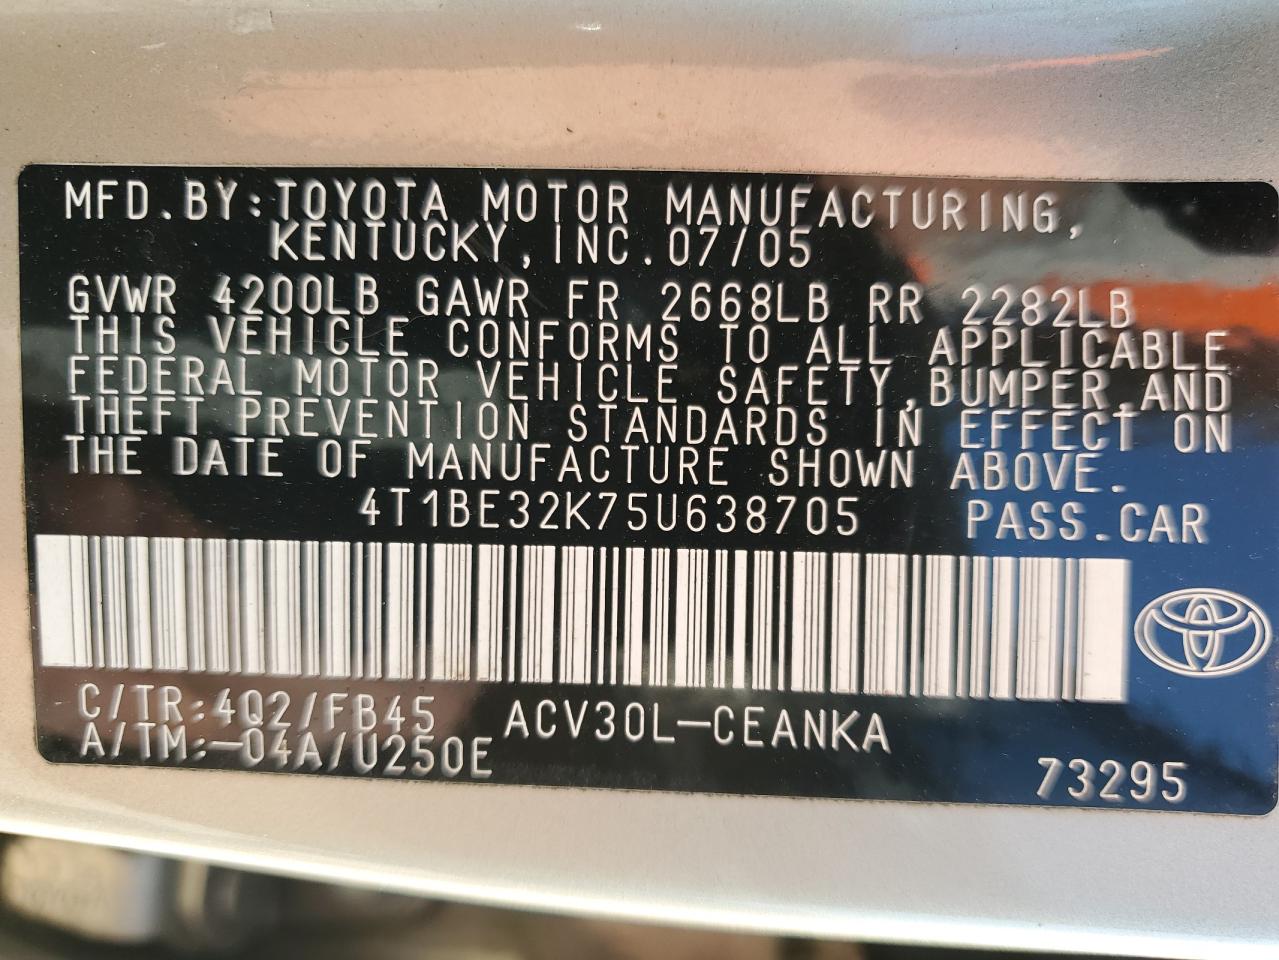 MFD.BY:TOYOTA MOTOR MANUFACTURING,
KENTUCKY,INC.07/05
GVWR 4200LB GAWR FR 2668LB RR 2282LB
THIS VEHICLE CONFORMS TO ALL APPLICABLE
FEDERAL MOTOR VEHICLE SAFETY,BUMPER,AND
THEFT PREVENTION STANDARDS IN EFFECT ON
THE DATE OF MANUFACTURE SHOWN ABOVE.
4T1BE32K75U638705 PASS.CAR
C/TR:4Q2/FB45 ACV30L-CEANKA
A/TM:-04A/U250E
73295